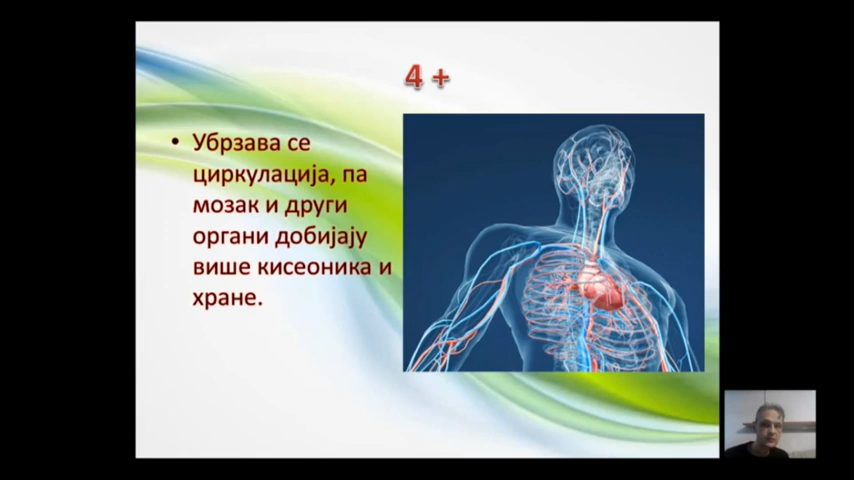 4 +
• Убрзава се
циркулација, па
мозак и други
органи добијају
више кисеоника и
хране.